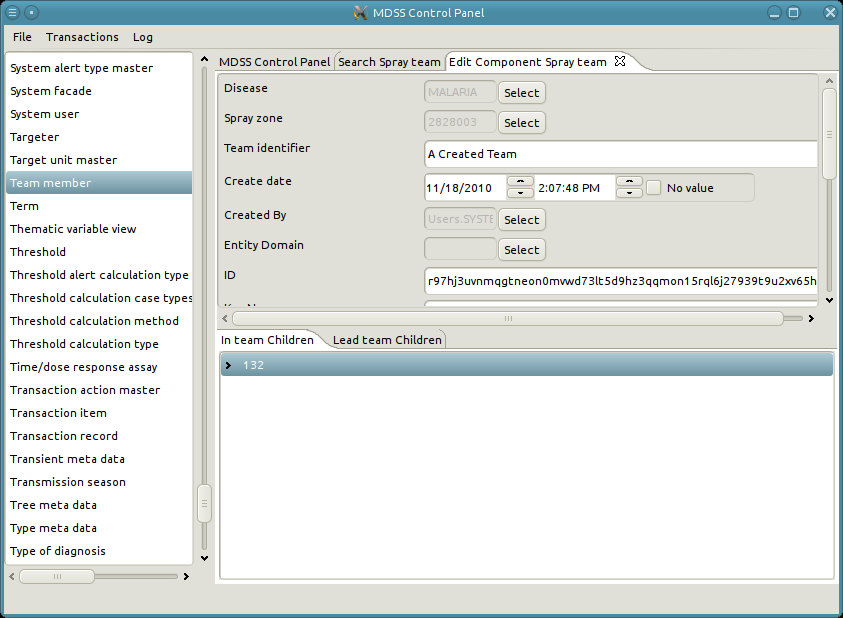 MDSS Control Panel
File Transactions Log
System alert type master
System facade
System user
Targeter
Target unit master
Team member
Term
Thematic variable view
Threshold
Threshold alert calculation type
Threshold calculation case types
Threshold calculation method
Threshold calculation type
Time/dose response assay
Transaction action master
Transaction item
Transaction record
Transient meta data
Transmission season
Tree meta data
Type meta data
Type of diagnosis
MDSS Control Panel Search Spray team Edit Component Spray team
Disease MALARIA Select
Spray zone 2828003 Select
Team identifier A Created Team
Create date 11/18/2010 2:07:48 PM No value
Created By Users.SYSTE Select
Entity Domain Select
ID r97hj3uvnmqgtneon0mvwd73lt5d9hz3qqmon15rql6j27939t9u2xv65h
In team Children Lead team Children
132